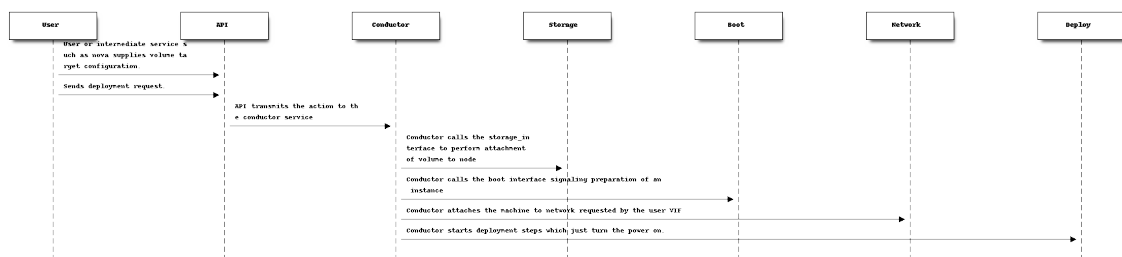 User API Conductor Storage Boot Network Deploy
User or intermediate service s
uch as nova supplies volume ta
rget configuration.
Sends deployment request.
API transmits the action to th
e conductor service
Conductor calls the storage_in
terface to perform attachment
of volume to node
Conductor calls the boot interface signaling preparation of an
instance
Conductor attaches the machine to network requested by the user VIF
Conductor starts deployment steps which just turn the power on.